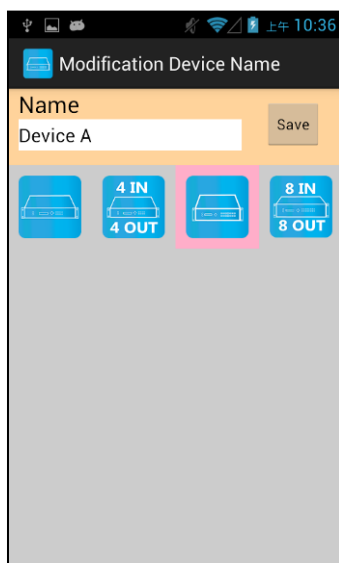 上午 10:36
Modification Device Name
Name
Device A
Save
4 IN
4 OUT
8 IN
8 OUT